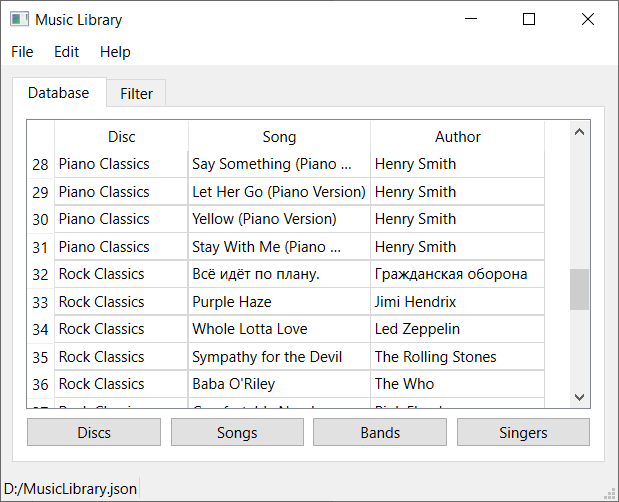 Music Library
File Edit Help
Database Filter
Disc Song Author
28 Piano Classics Say Something (Piano ... Henry Smith
29 Piano Classics Let Her Go (Piano Version) Henry Smith
30 Piano Classics Yellow (Piano Version) Henry Smith
31 Piano Classics Stay With Me (Piano ... Henry Smith
32 Rock Classics Всё идёт по плану. Гражданская оборона
33 Rock Classics Purple Haze Jimi Hendrix
34 Rock Classics Whole Lotta Love Led Zeppelin
35 Rock Classics Sympathy for the Devil The Rolling Stones
36 Rock Classics Baba O'Riley The Who
Discs Songs Bands Singers
D:/MusicLibrary.json